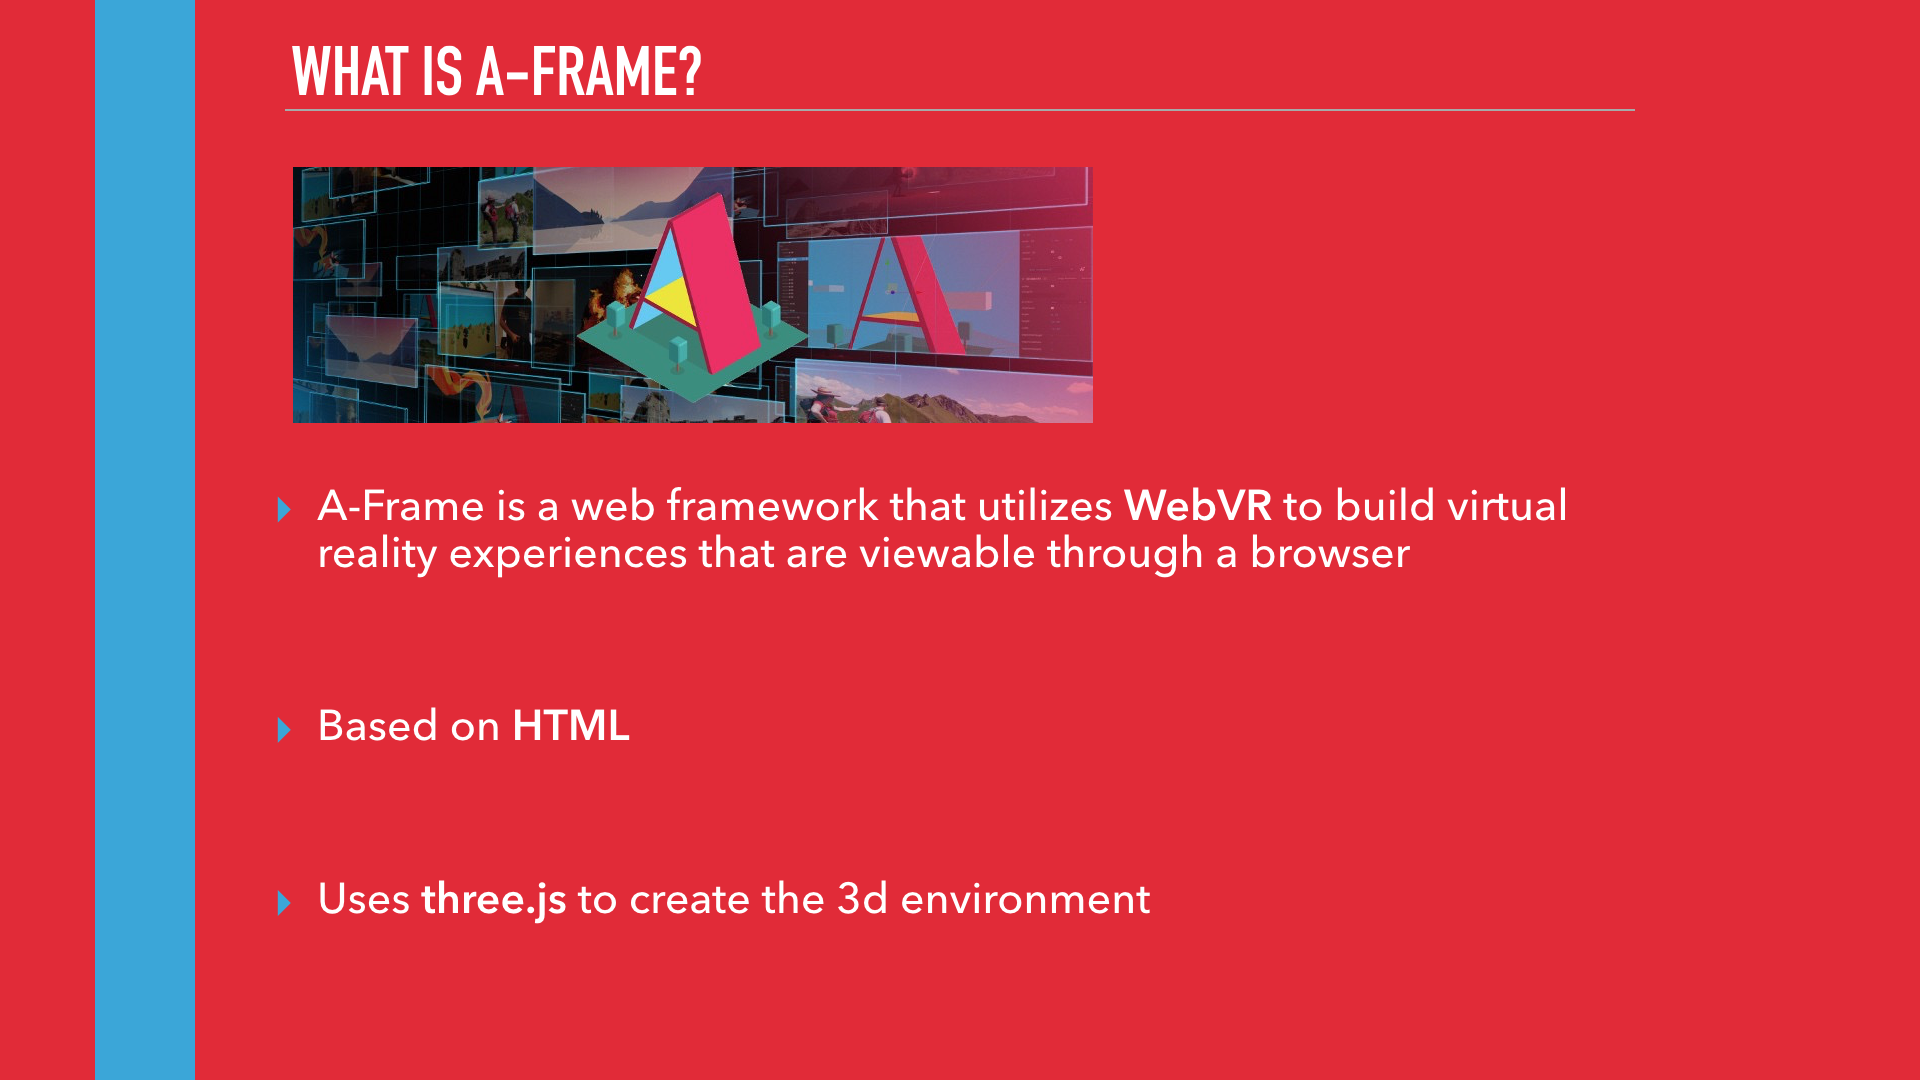 WHAT IS A-FRAME?
A-Frame is a web framework that utilizes WebVR to build virtual
reality experiences that are viewable through a browser
Based on HTML
Uses three.js to create the 3d environment